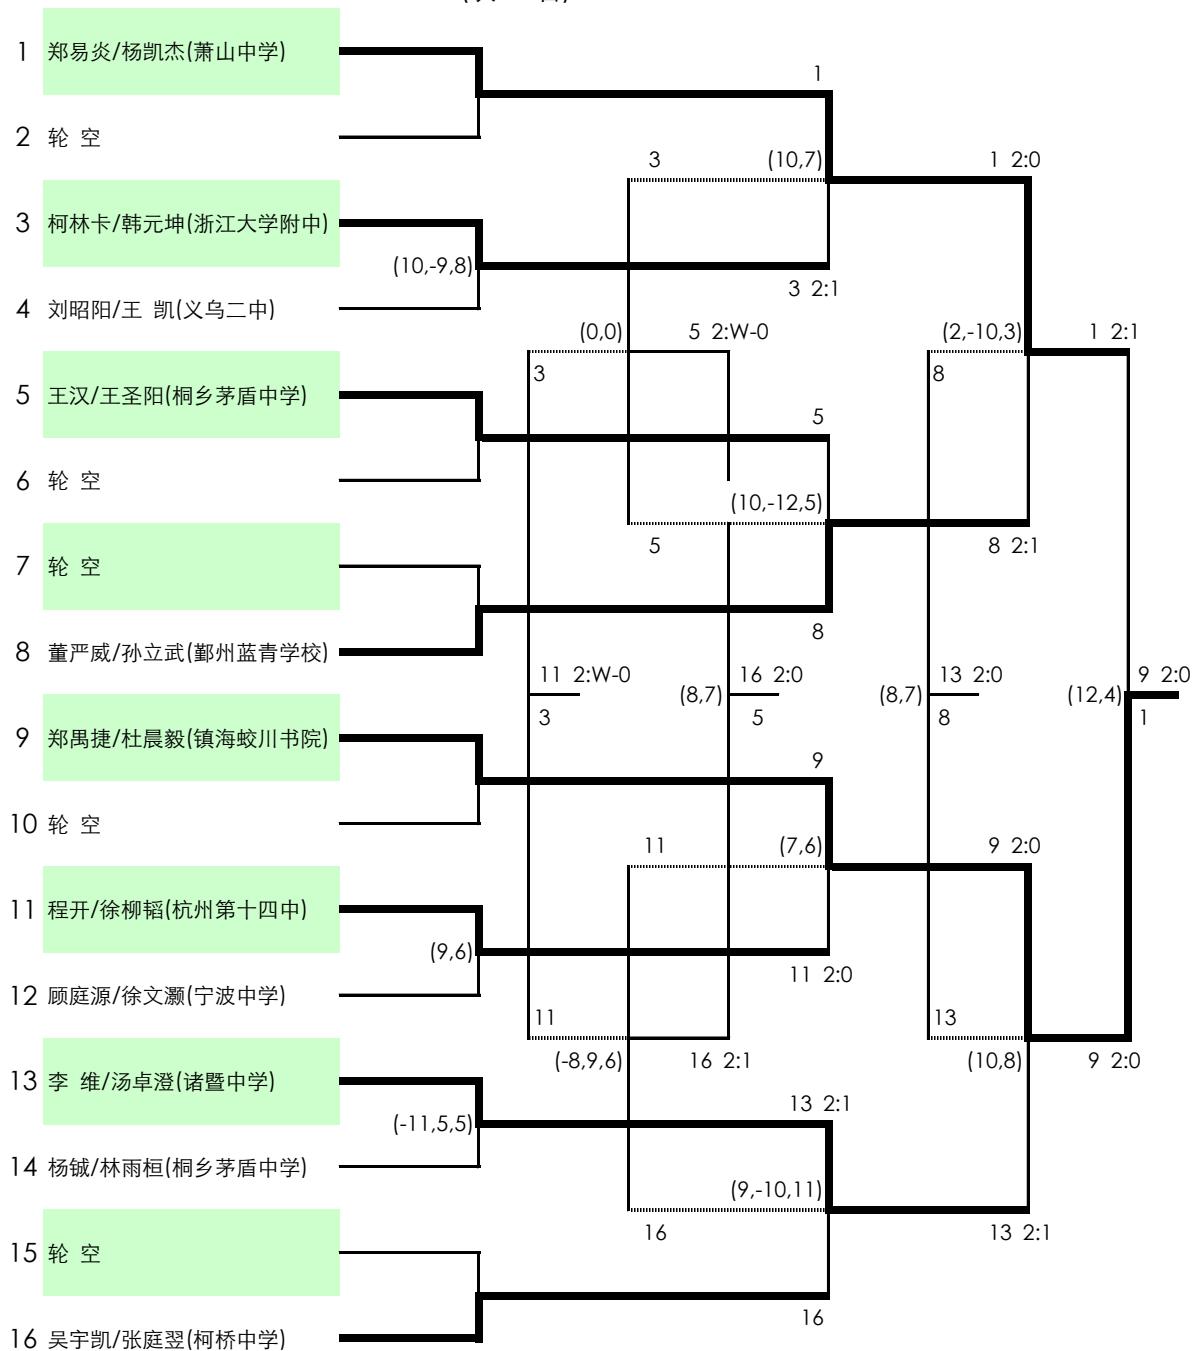 1 郑易炎/杨凯杰(萧山中学)
1
2 轮 空
3 (10,7) 1 2:0
3 柯林卡/韩元坤(浙江大学附中)
(10,-9,8)
3 2:1
4 刘昭阳/王 凯(义乌二中)
(0,0) 5 2:W-0 (2,-10,3) 1 2:1
3 8
5 王汉/王圣阳(桐乡茅盾中学)
5
6 轮 空
(10,-12,5)
5 8 2:1
7 轮 空
8
8 董严威/孙立武(鄞州蓝青学校)
11 2:W-0 (8,7) 16 2:0 (8,7) 13 2:0 (12,4) 9 2:0
3 5 8 1
9 郑禺捷/杜晨毅(镇海蛟川书院)
9
10 轮 空
11 (7,6) 9 2:0
11 程开/徐柳韬(杭州第十四中)
(9,6)
11 2:0
12 顾庭源/徐文灏(宁波中学)
11 13
(-8,9,6) 16 2:1 (10,8) 9 2:0
13 李 维/汤卓澄(诸暨中学)
13 2:1
(-11,5,5)
14 杨铖/林雨桓(桐乡茅盾中学)
(9,-10,11)
16 13 2:1
15 轮 空
16
16 吴宇凯/张庭翌(柯桥中学)